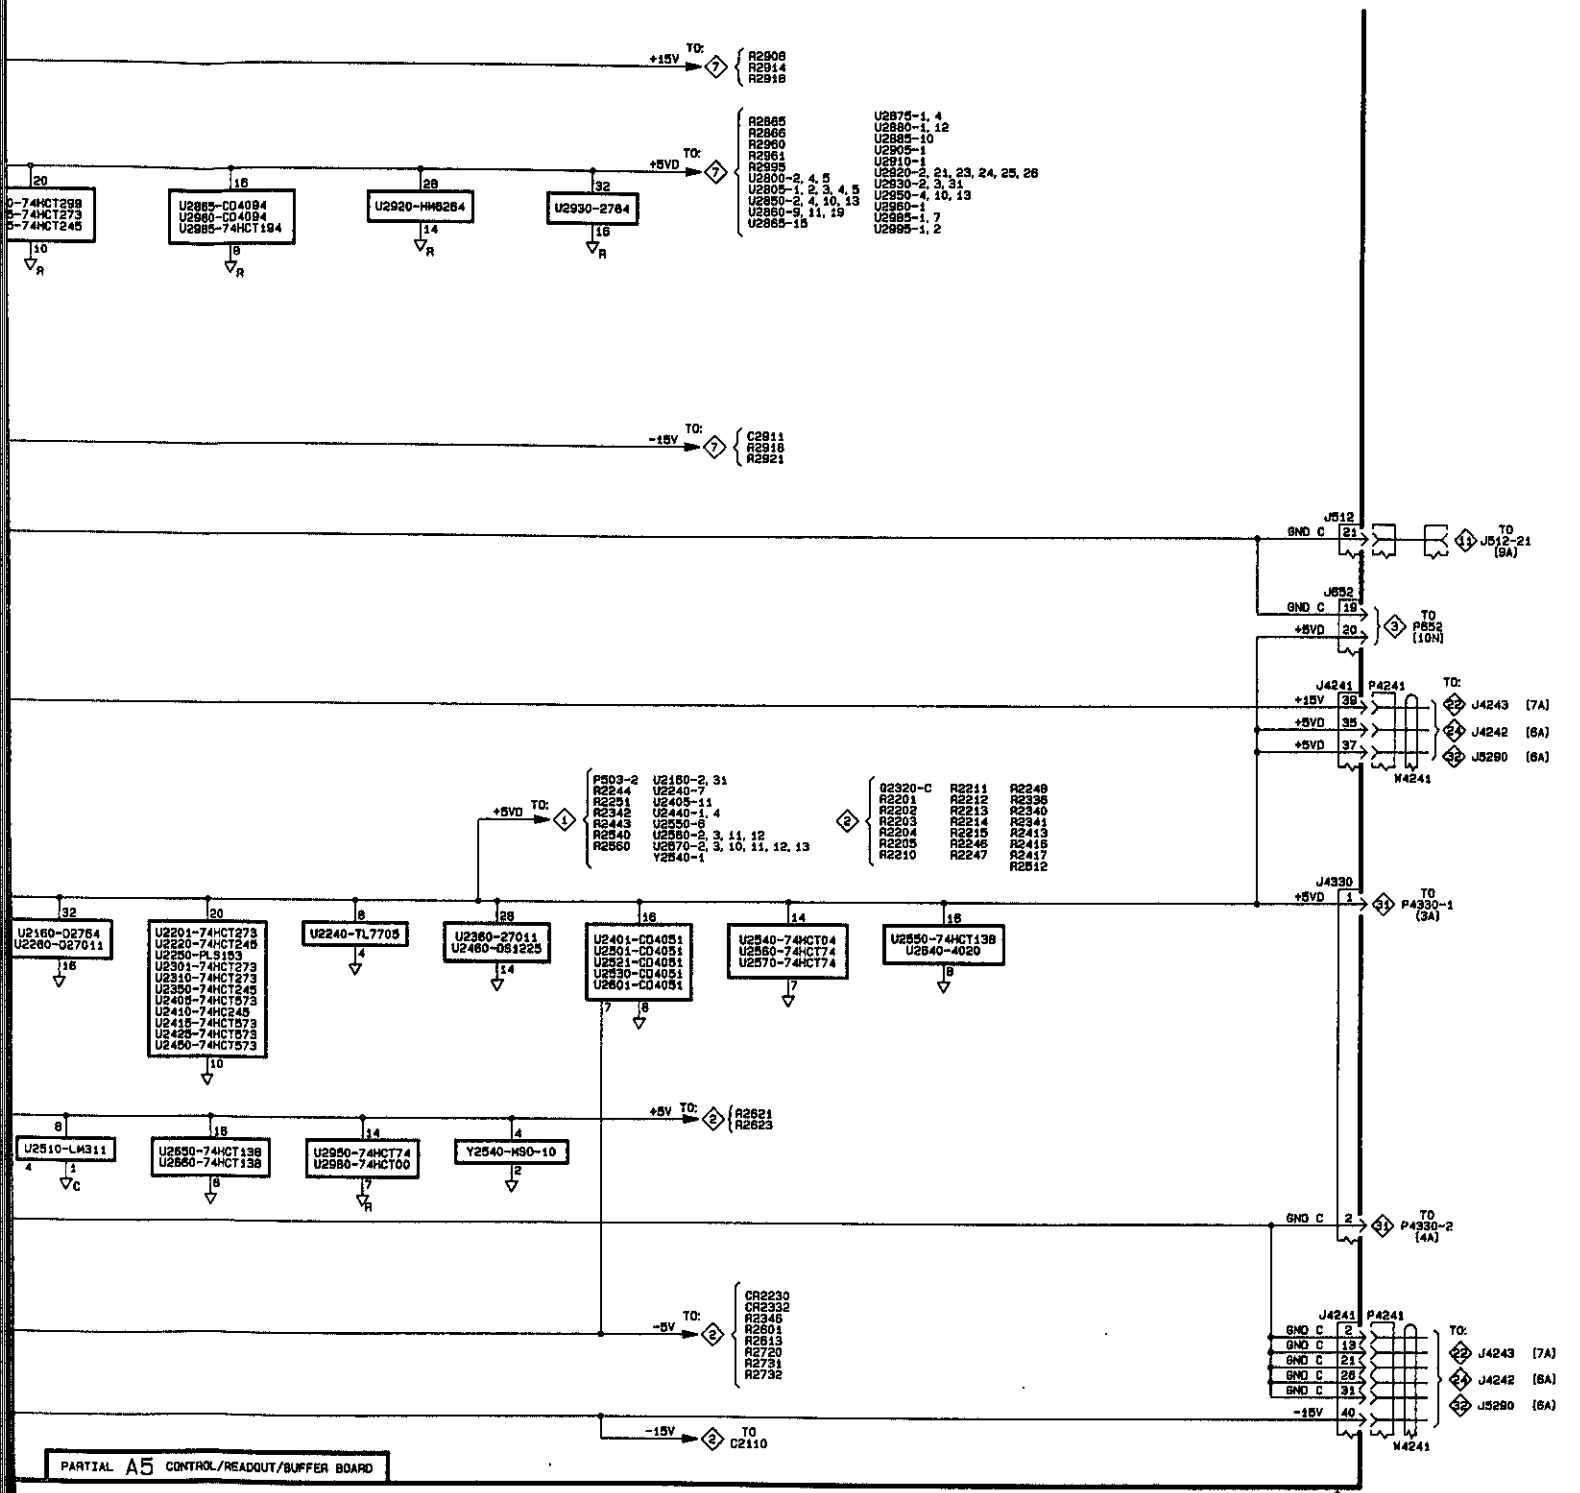 +15V TO: 7
R2908
R2914
R2918
+5VD TO: 7
R2865
R2866
R2960
R2961
R2995
U2800-2, 4, 5
U2805-1, 2, 3, 4, 5
U2850-2, 4, 10, 13
U2860-9, 11, 19
U2865-15
U2875-1, 4
U2880-1, 12
U2885-10
U2905-1
U2910-1
U2920-2, 21, 23, 24, 25, 26
U2930-2, 3, 31
U2950-4, 10, 13
U2960-1
U2985-1, 7
U2995-1, 2
20
0-74HCT299
5-74HCT273
5-74HCT245
10
R
16
U2865-CD4094
U2960-CD4094
U2985-74HCT194
8
R
28
U2920-HM6264
14
R
32
U2930-2764
16
R
-15V TO: 7
C2911
R2918
R2921
J512
GND C 21
11 TO J512-21 [9A]
J652
GND C 19
+5VD 20
3 TO P652 [10N]
J4241 P4241
+15V 39
+5VD 35
+5VD 37
W4241
TO:
22 J4243 [7A]
24 J4242 [6A]
32 J5290 [6A]
+5VD TO: 1
P503-2
R2244
R2251
R2342
R2443
R2540
R2560
U2160-2, 31
U2240-7
U2405-11
U2440-1, 4
U2550-6
U2560-2, 3, 11, 12
U2570-2, 3, 10, 11, 12, 13
Y2540-1
2
Q2320-C
R2201
R2202
R2203
R2204
R2205
R2210
R2211
R2212
R2213
R2214
R2215
R2246
R2247
R2249
R2336
R2340
R2341
R2413
R2416
R2417
R2512
J4330
+5VD 1
31 TO P4330-1 (3A)
32
U2160-D2764
U2260-D27011
16
20
U2201-74HCT273
U2220-74HCT245
U2250-PLS153
U2301-74HCT273
U2310-74HCT273
U2350-74HCT245
U2405-74HCT573
U2410-74HC245
U2415-74HCT573
U2425-74HCT573
U2450-74HCT573
10
8
U2240-TL7705
4
28
U2360-27011
U2460-DS1225
14
16
U2401-CD4051
U2501-CD4051
U2521-CD4051
U2530-CD4051
U2601-CD4051
7 8
14
U2540-74HCT04
U2560-74HCT74
U2570-74HCT74
7
16
U2550-74HCT138
U2640-4020
8
+5V TO: 2
R2621
R2623
8
U2510-LM311
4 1
C
16
U2650-74HCT138
U2660-74HCT138
8
14
U2950-74HCT74
U2980-74HCT00
7
R
4
Y2540-MSO-10
2
GND C 2
31 TO P4330-2 [4A]
-5V TO: 2
CR2230
CR2332
R2346
R2601
R2613
R2720
R2731
R2732
J4241 P4241
GND C 2
GND C 13
GND C 21
GND C 26
GND C 31
-15V 40
W4241
TO:
22 J4243 [7A]
24 J4242 [6A]
32 J5290 [6A]
-15V 2 TO C2110
PARTIAL A5 CONTROL/READOUT/BUFFER BOARD